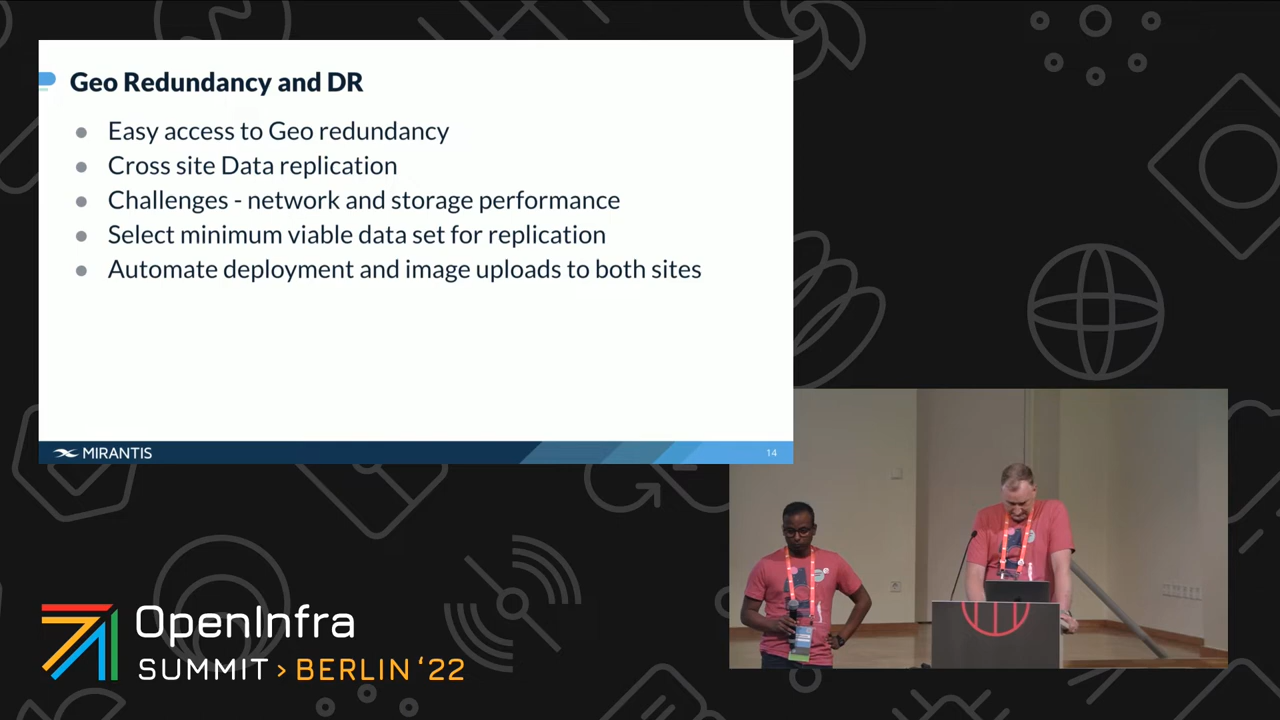 Geo Redundancy and DR
Easy access to Geo redundancy
Cross site Data replication
Challenges - network and storage performance
Select minimum viable data set for replication
Automate deployment and image uploads to both sites
MIRANTIS
14
OpenInfra
SUMMIT > BERLIN ‘22